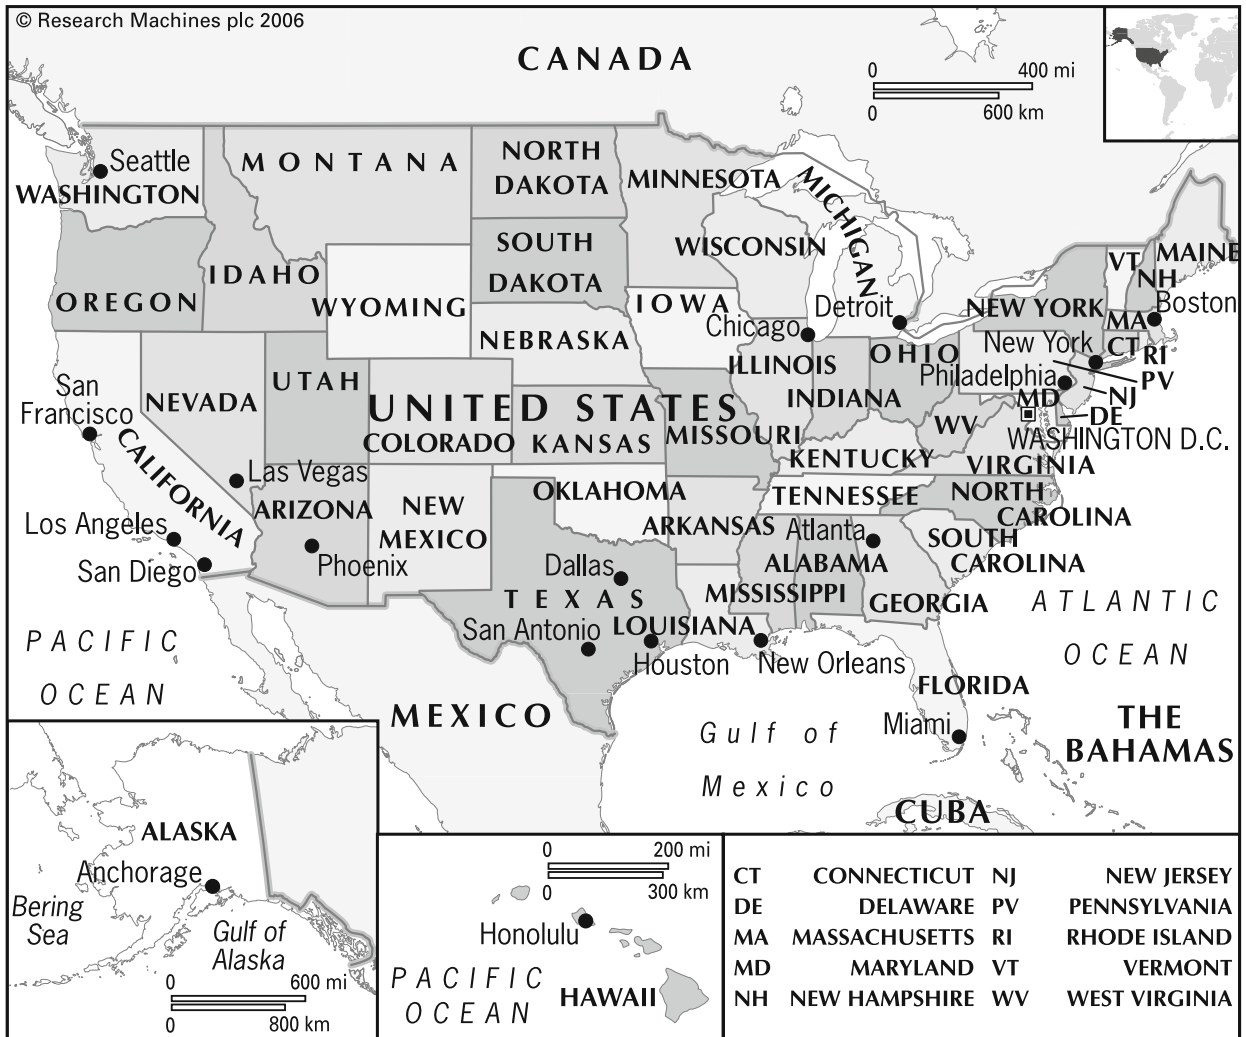 © Research Machines plc 2006
CANADA
0 400 mi
0 600 km
Seattle
WASHINGTON
MONTANA
NORTH
DAKOTA
MINNESOTA
MICHIGAN
WISCONSIN
SOUTH
DAKOTA
IDAHO
OREGON
WYOMING
IOWA
NEBRASKA
Chicago
Detroit
NEW YORK
VT
MAINE
NH
Boston
MA
CT
RI
New York
PV
Philadelphia
NJ
MD
DE
WASHINGTON D.C.
ILLINOIS
OHIO
INDIANA
WV
San
Francisco
NEVADA
UTAH
UNITED STATES
COLORADO
KANSAS
MISSOURI
KENTUCKY
VIRGINIA
CALIFORNIA
Las Vegas
ARIZONA
NEW
MEXICO
OKLAHOMA
ARKANSAS
TENNESSEE
NORTH
CAROLINA
SOUTH
CAROLINA
Los Angeles
San Diego
Phoenix
Dallas
TEXAS
San Antonio
Houston
LOUISIANA
MISSISSIPPI
ALABAMA
Atlanta
GEORGIA
New Orleans
FLORIDA
Miami
PACIFIC
OCEAN
ATLANTIC
OCEAN
MEXICO
Gulf of
Mexico
THE
BAHAMAS
CUBA
ALASKA
Anchorage
Bering
Sea
Gulf of
Alaska
0 600 mi
0 800 km
0 200 mi
0 300 km
Honolulu
PACIFIC
OCEAN
HAWAII
CT CONNECTICUT NJ NEW JERSEY
DE DELAWARE PV PENNSYLVANIA
MA MASSACHUSETTS RI RHODE ISLAND
MD MARYLAND VT VERMONT
NH NEW HAMPSHIRE WV WEST VIRGINIA